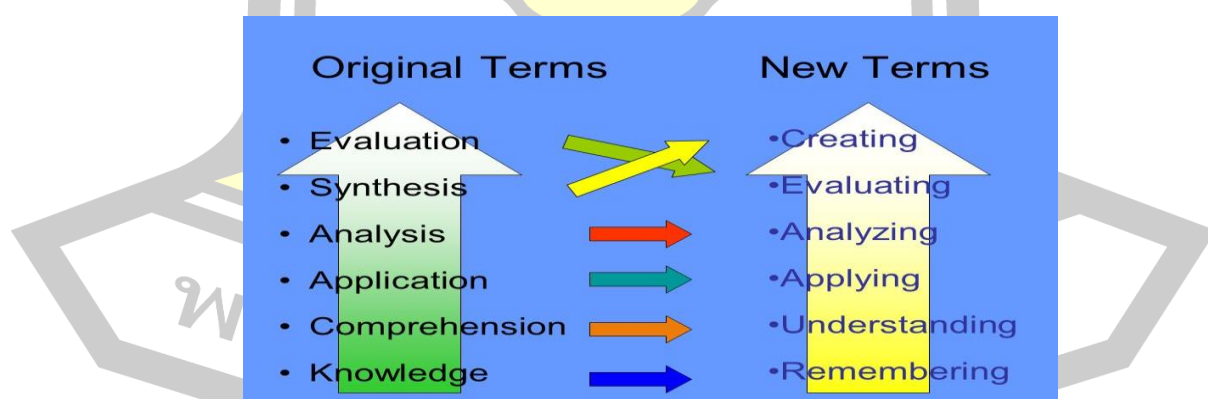 Original Terms
New Terms
• Evaluation
• Synthesis
• Analysis
• Application
• Comprehension
• Knowledge
•Creating
•Evaluating
•Analyzing
•Applying
•Understanding
•Remembering